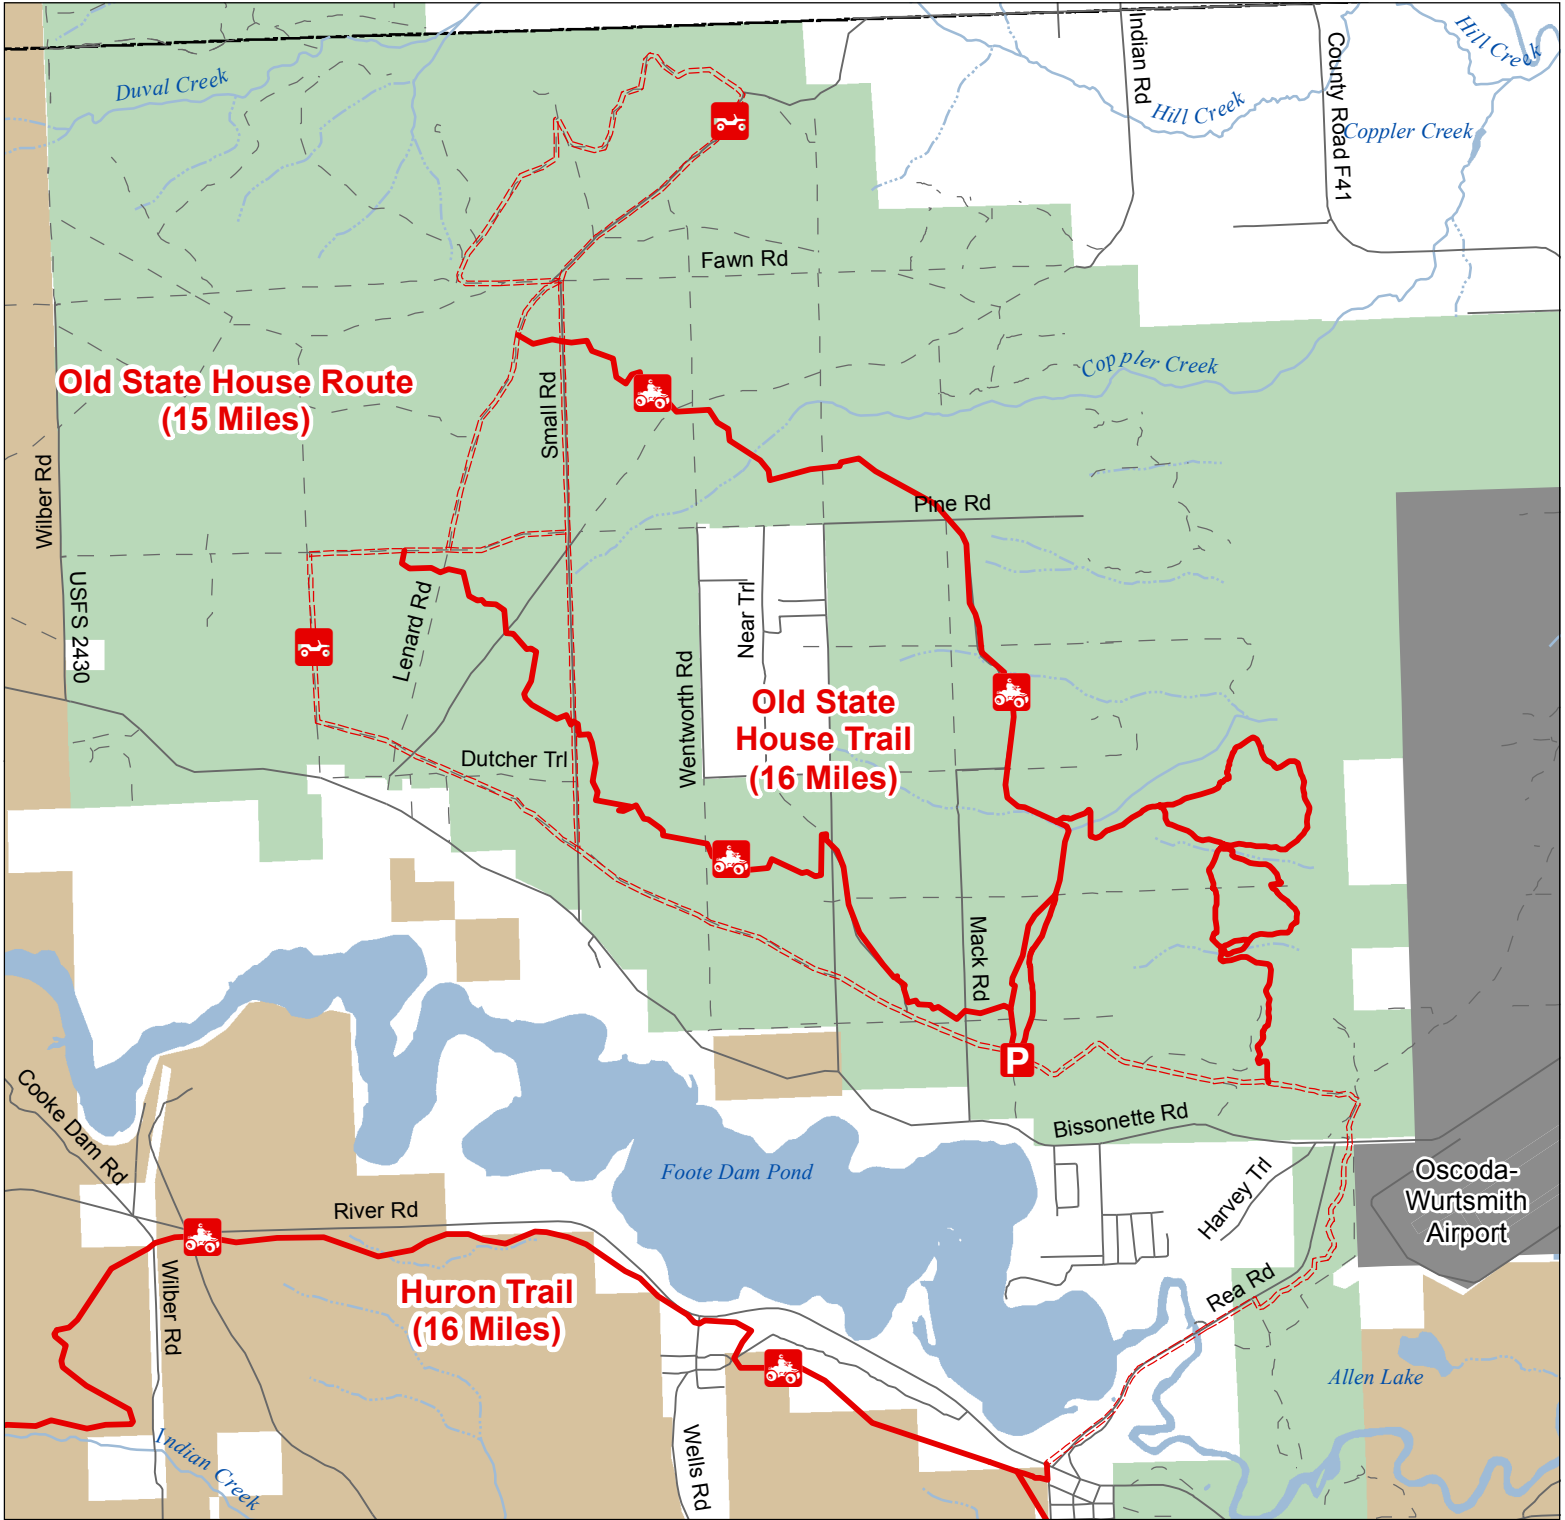 Duval Creek
Indian Rd
County Road F41
Hill Creek
Hill Creek
Coppler Creek
Fawn Rd
Coppler Creek
Old State House Route
(15 Miles)
Small Rd
Wilber Rd
Pine Rd
USFS 2430
Lenard Rd
Near Trl
Wentworth Rd
Old State
House Trail
(16 Miles)
Dutcher Trl
Mack Rd
P
Cooke Dam Rd
Bissonette Rd
Foote Dam Pond
Harvey Trl
Oscoda-
Wurtsmith
Airport
River Rd
Wilber Rd
Huron Trail
(16 Miles)
Rea Rd
Allen Lake
Indian Creek
Wells Rd